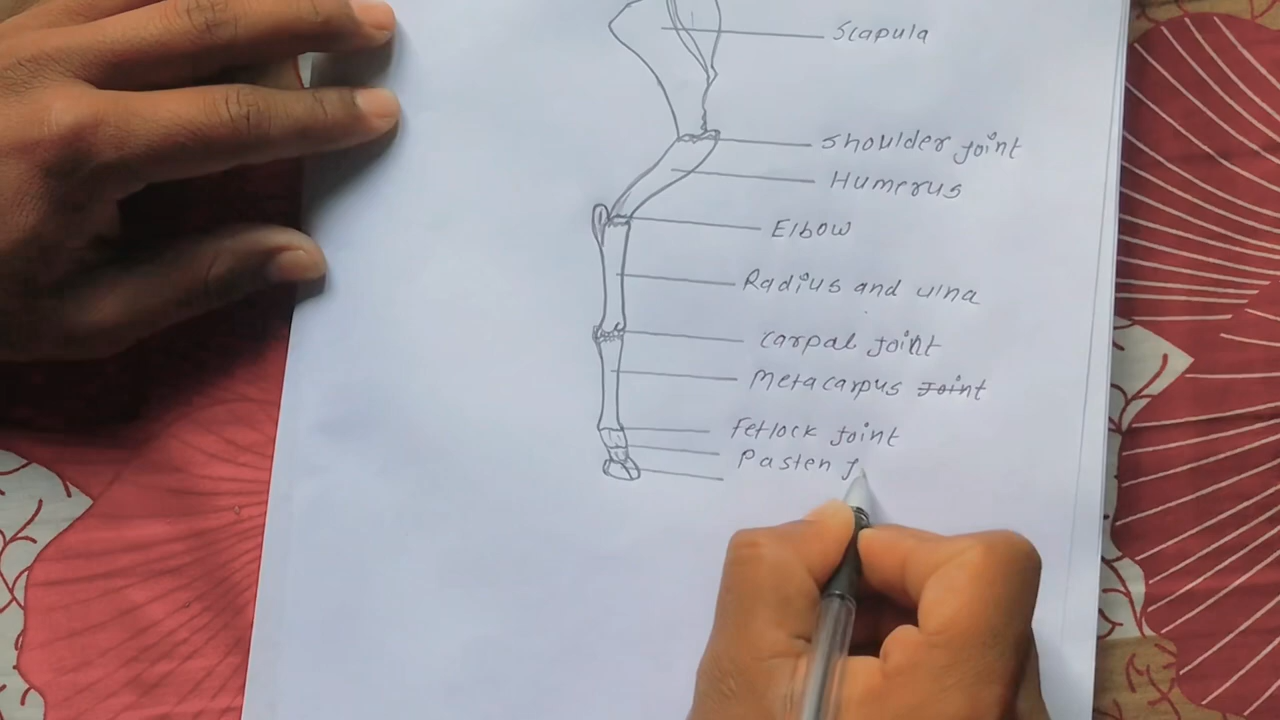 Scapula
Shoulder Joint
Humerus
Elbow
Radius and ulna
Carpal Joint
Metacarpus Joint
Fetlock Joint
Pasten J